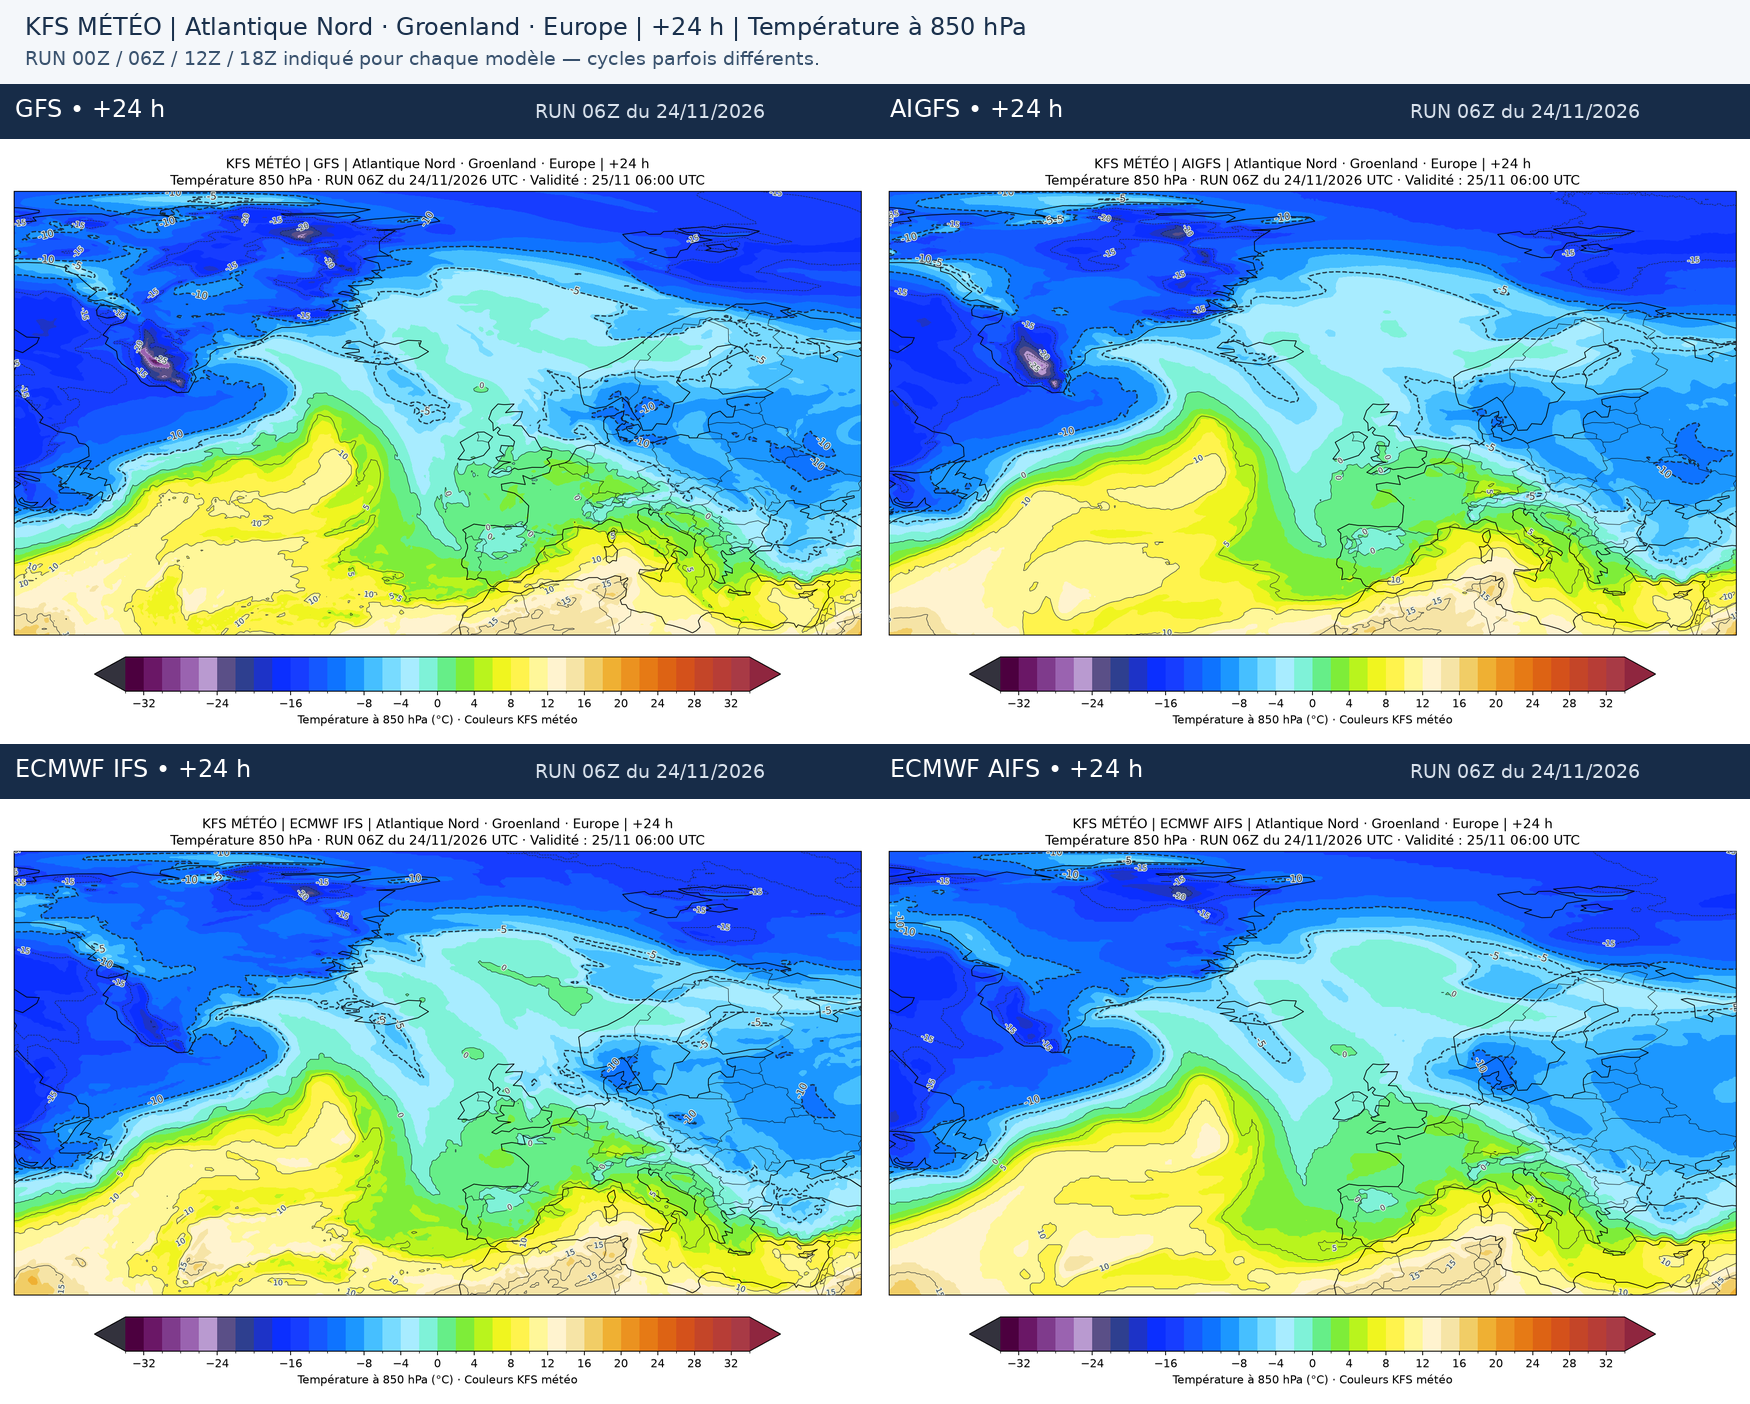 KFS MÉTÉO | Atlantique Nord · Groenland · Europe | +24 h | Température à 850 hPa
RUN 00Z / 06Z / 12Z / 18Z indiqué pour chaque modèle — cycles parfois différents.
GFS • +24 h
RUN 06Z du 24/11/2026
KFS MÉTÉO | GFS | Atlantique Nord · Groenland · Europe | +24 h
Température 850 hPa · RUN 06Z du 24/11/2026 UTC · Validité : 25/11 06:00 UTC
−32 −24 −16 −8 −4 0 4 8 12 16 20 24 28 32
Température à 850 hPa (°C) · Couleurs KFS météo
AIGFS • +24 h
RUN 06Z du 24/11/2026
KFS MÉTÉO | AIGFS | Atlantique Nord · Groenland · Europe | +24 h
Température 850 hPa · RUN 06Z du 24/11/2026 UTC · Validité : 25/11 06:00 UTC
−32 −24 −16 −8 −4 0 4 8 12 16 20 24 28 32
Température à 850 hPa (°C) · Couleurs KFS météo
ECMWF IFS • +24 h
RUN 06Z du 24/11/2026
KFS MÉTÉO | ECMWF IFS | Atlantique Nord · Groenland · Europe | +24 h
Température 850 hPa · RUN 06Z du 24/11/2026 UTC · Validité : 25/11 06:00 UTC
−32 −24 −16 −8 −4 0 4 8 12 16 20 24 28 32
Température à 850 hPa (°C) · Couleurs KFS météo
ECMWF AIFS • +24 h
RUN 06Z du 24/11/2026
KFS MÉTÉO | ECMWF AIFS | Atlantique Nord · Groenland · Europe | +24 h
Température 850 hPa · RUN 06Z du 24/11/2026 UTC · Validité : 25/11 06:00 UTC
−32 −24 −16 −8 −4 0 4 8 12 16 20 24 28 32
Température à 850 hPa (°C) · Couleurs KFS météo